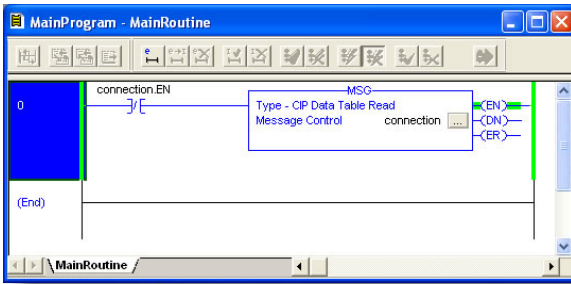 MainProgram - MainRoutine
0
connection.EN
MSG
Type - CIP Data Table Read
Message Control connection ...
EN
DN
ER
(End)
MainRoutine